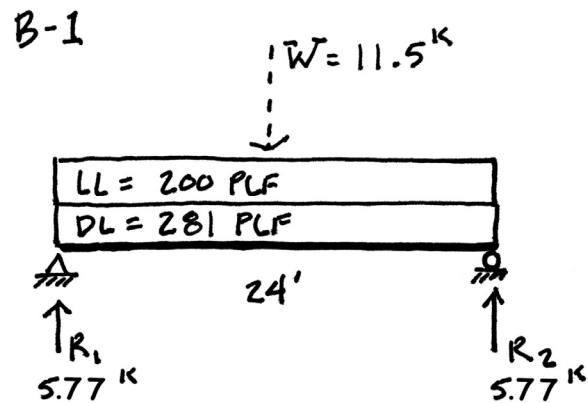 B-1
W = 11.5ᴷ
LL = 200 PLF
DL = 281 PLF
24'
R₁
5.77ᴷ
R₂
5.77ᴷ